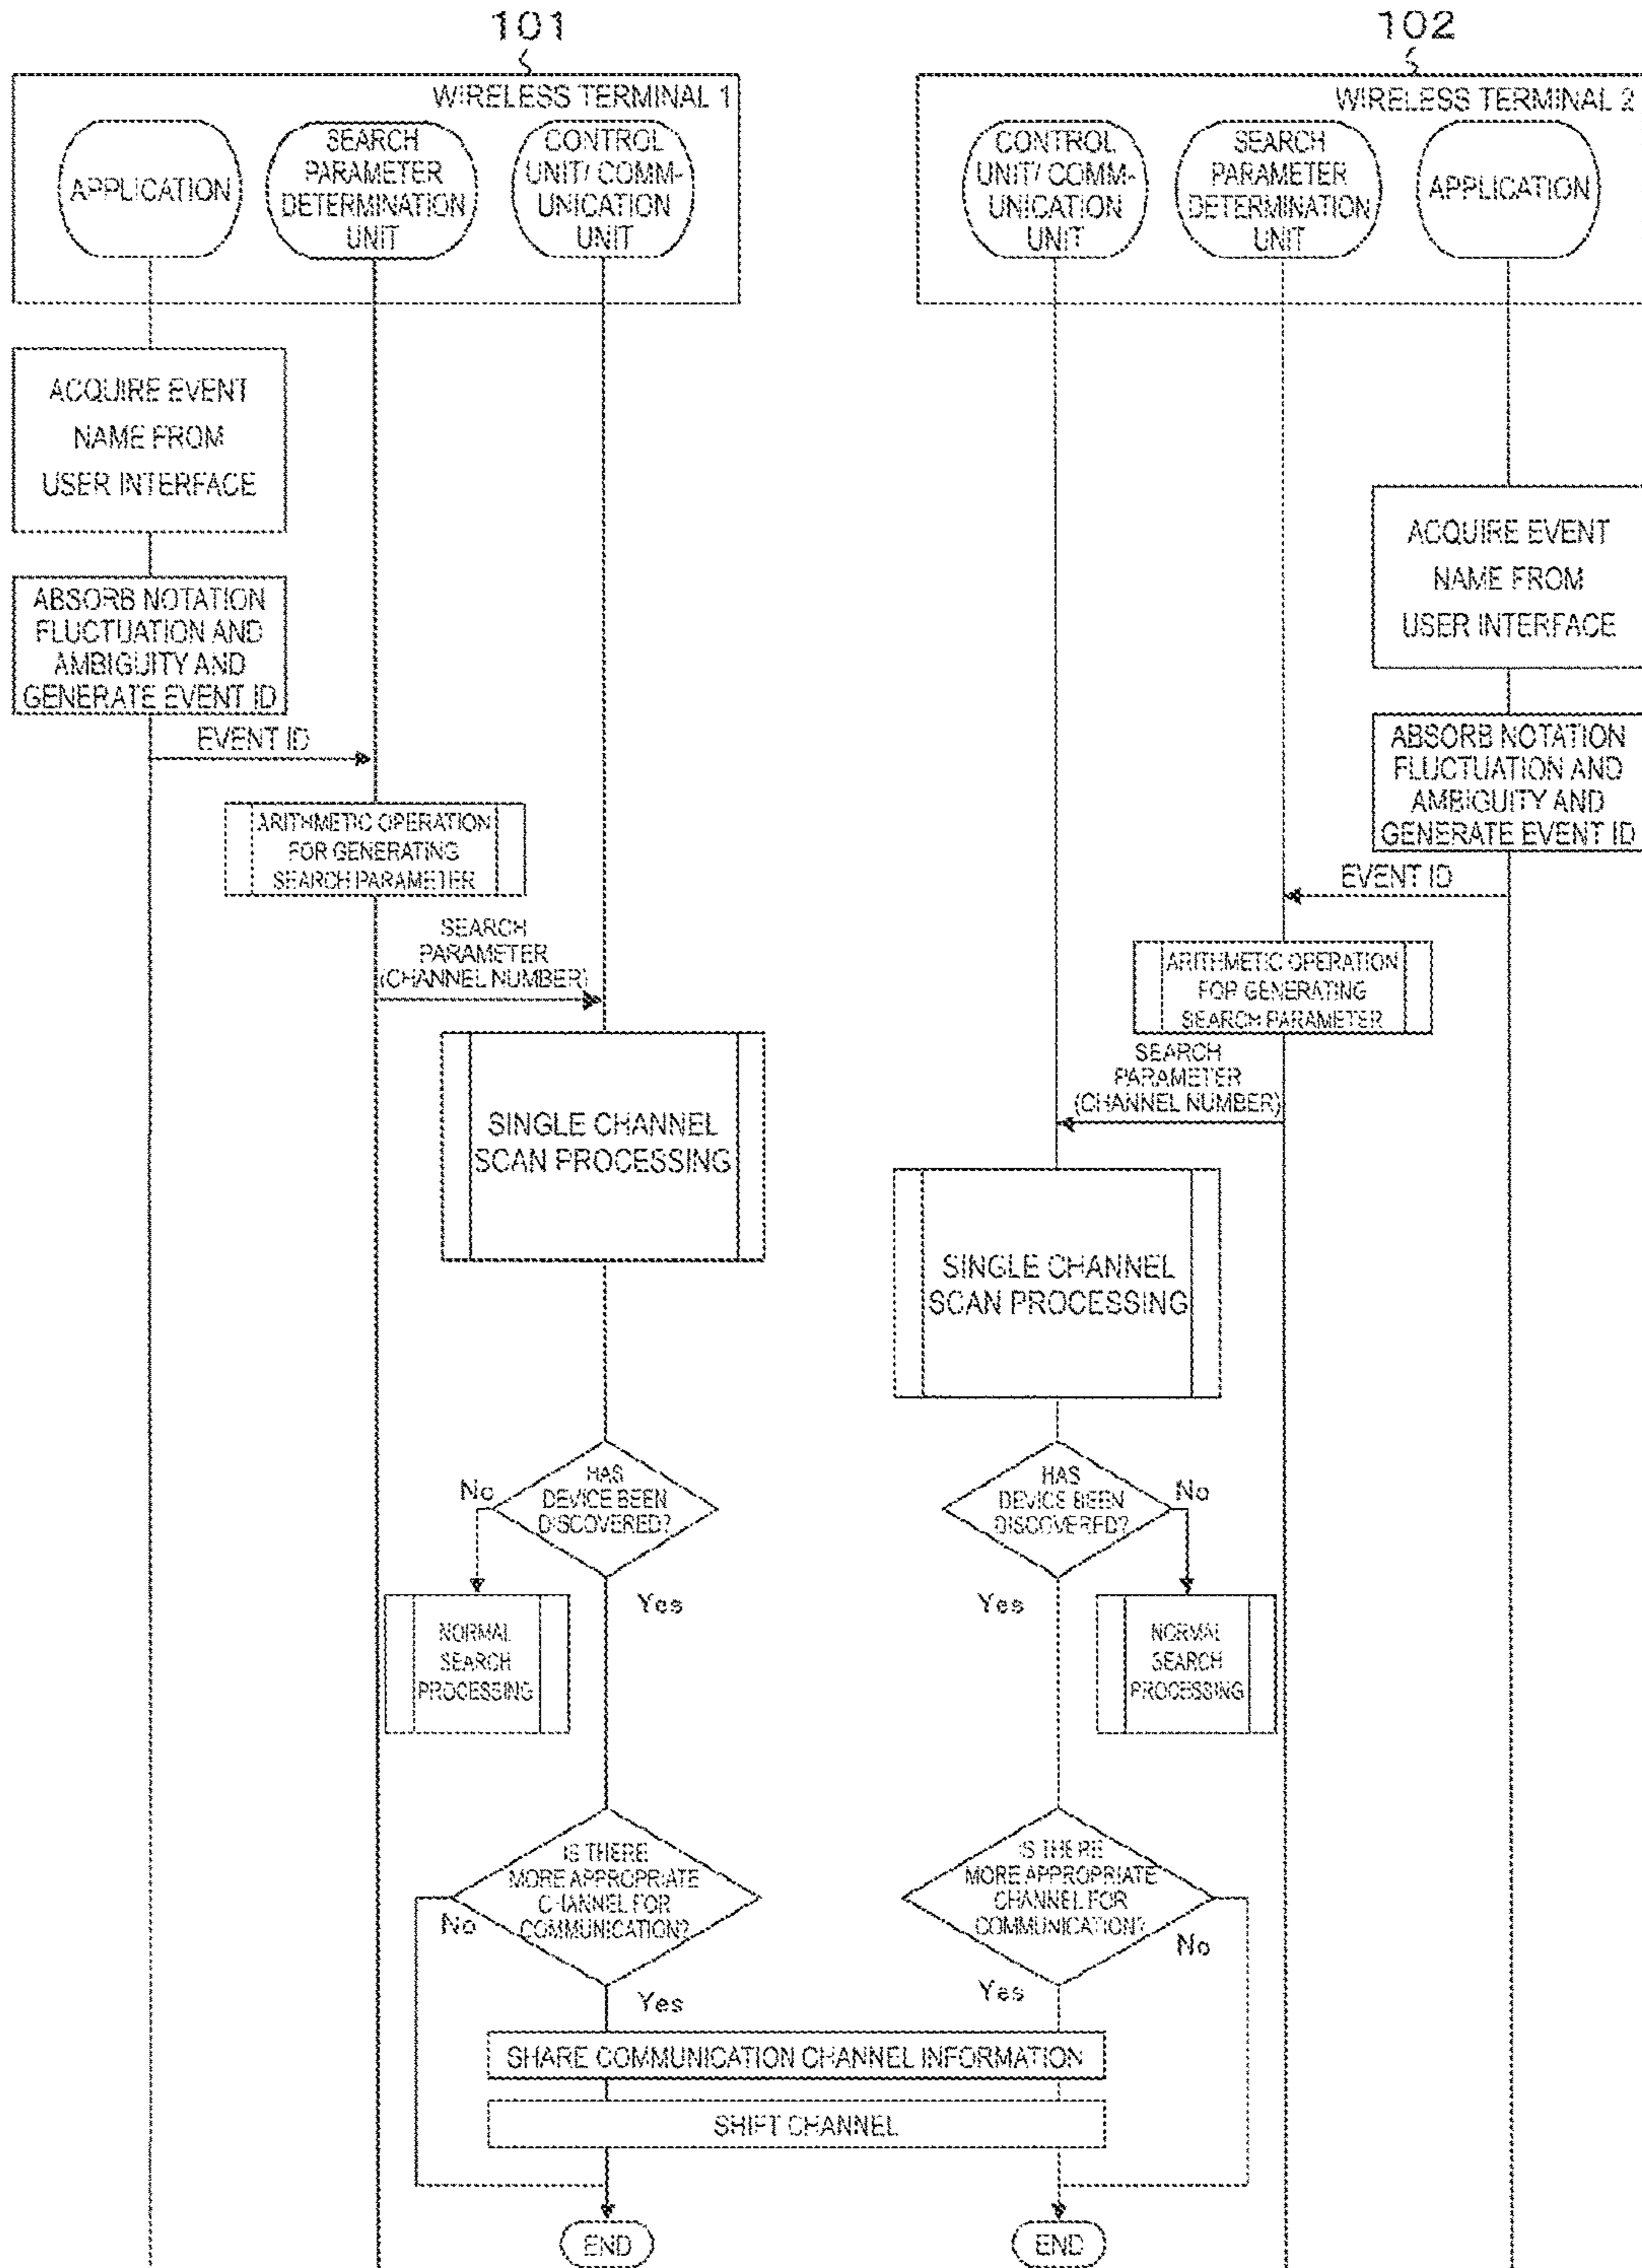 101
102
WIRELESS TERMINAL 1
WIRELESS TERMINAL 2
APPLICATION
SEARCH
PARAMETER
DETERMINATION
UNIT
CONTROL
UNIT/ COMM-
UNICATION
UNIT
CONTROL
UNIT/ COMM-
UNICATION
UNIT
SEARCH
PARAMETER
DETERMINATION
UNIT
APPLICATION
ACQUIRE EVENT
NAME FROM
USER INTERFACE
ACQUIRE EVENT
NAME FROM
USER INTERFACE
ABSORB NOTATION
FLUCTUATION AND
AMBIGUITY AND
GENERATE EVENT ID
EVENT ID
ABSORB NOTATION
FLUCTUATION AND
AMBIGUITY AND
GENERATE EVENT ID
EVENT ID
ARITHMETIC OPERATION
FOR GENERATING
SEARCH PARAMETER
SEARCH
PARAMETER
(CHANNEL NUMBER)
ARITHMETIC OPERATION
FOR GENERATING
SEARCH PARAMETER
SEARCH
PARAMETER
(CHANNEL NUMBER)
SINGLE CHANNEL
SCAN PROCESSING
SINGLE CHANNEL
SCAN PROCESSING
HAS
DEVICE BEEN
DISCOVERED?
No
Yes
HAS
DEVICE BEEN
DISCOVERED?
No
Yes
NORMAL
SEARCH
PROCESSING
NORMAL
SEARCH
PROCESSING
IS THERE
MORE APPROPRIATE
CHANNEL FOR
COMMUNICATION?
No
Yes
IS THERE
MORE APPROPRIATE
CHANNEL FOR
COMMUNICATION?
No
Yes
SHARE COMMUNICATION CHANNEL INFORMATION
SHIFT CHANNEL
END
END